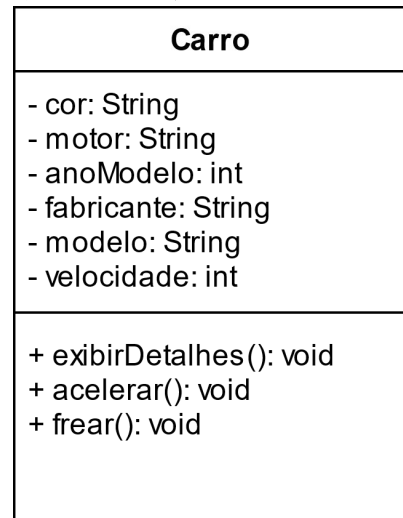 Carro
- cor: String
- motor: String
- anoModelo: int
- fabricante: String
- modelo: String
- velocidade: int
+ exibirDetalhes(): void
+ acelerar(): void
+ frear(): void